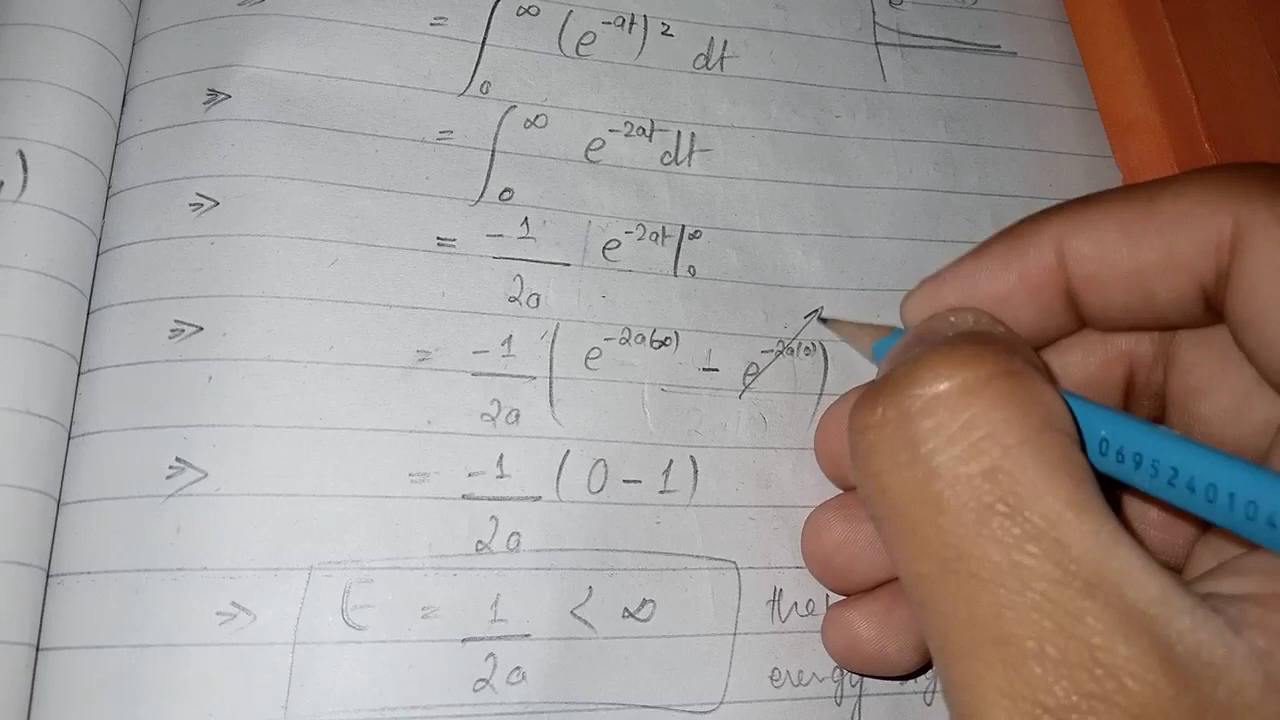 = ∫₀^∞ (e^{-at})² dt
⇒ = ∫₀^∞ e^{-2at} dt
⇒ = -1/2a e^{-2at} |₀^∞
⇒ = -1/2a ( e^{-2a(∞)} - e^{-2a(0)} )
⇒ = -1/2a ( 0 - 1 )
⇒ E = 1/2a < ∞
energy
0695240104